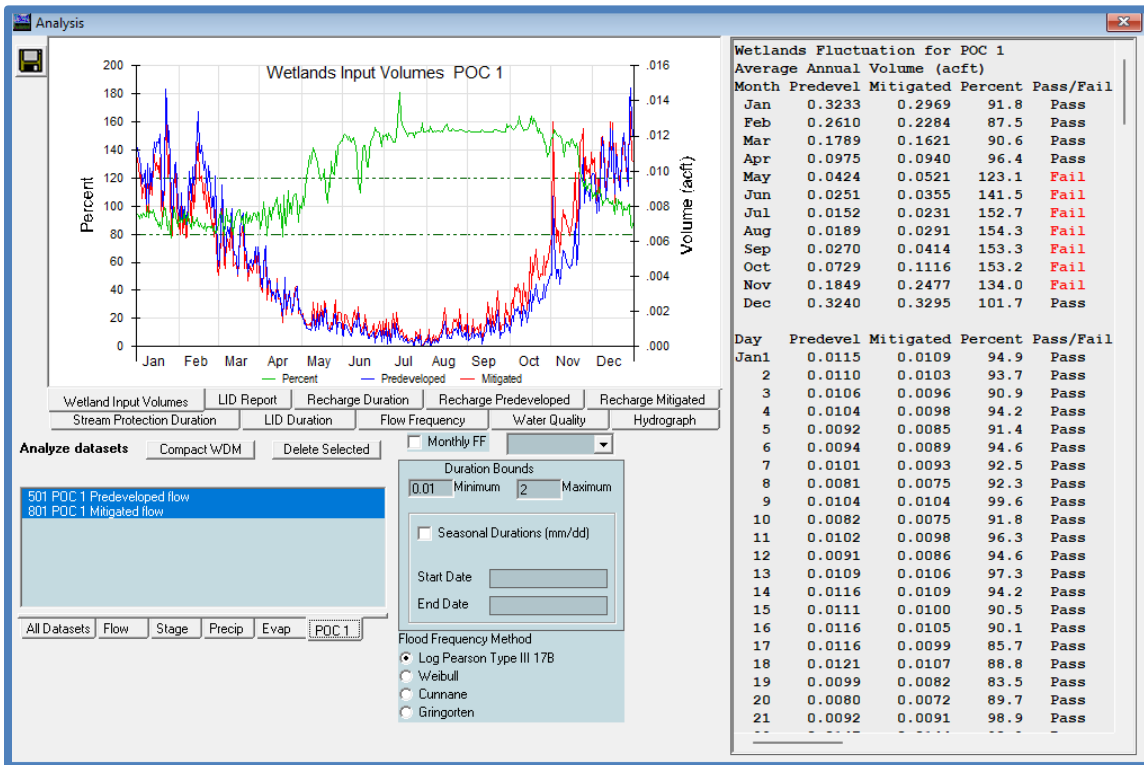 Analysis
Wetlands Input Volumes POC 1
200
180
160
140
120
100
80
60
40
20
0
Percent
.016
.014
.012
.010
.008
.006
.004
.002
.000
Volume (acft)
Jan Feb Mar Apr May Jun Jul Aug Sep Oct Nov Dec
Percent Predeveloped Mitigated
Wetland Input Volumes LID Report Recharge Duration Recharge Predeveloped Recharge Mitigated
Stream Protection Duration LID Duration Flow Frequency Water Quality Hydrograph
Analyze datasets Compact WDM Delete Selected
Monthly FF
501 POC 1 Predeveloped flow
801 POC 1 Mitigated flow
All Datasets Flow Stage Precip Evap POC 1
Duration Bounds
0.01 Minimum 2 Maximum
Seasonal Durations (mm/dd)
Start Date
End Date
Flood Frequency Method
Log Pearson Type III 17B
Weibull
Cunnane
Gringorten
Wetlands Fluctuation for POC 1
Average Annual Volume (acft)
Month Predevel Mitigated Percent Pass/Fail
Jan 0.3233 0.2969 91.8 Pass
Feb 0.2610 0.2284 87.5 Pass
Mar 0.1789 0.1621 90.6 Pass
Apr 0.0975 0.0940 96.4 Pass
May 0.0424 0.0521 123.1 Fail
Jun 0.0251 0.0355 141.5 Fail
Jul 0.0152 0.0231 152.7 Fail
Aug 0.0189 0.0291 154.3 Fail
Sep 0.0270 0.0414 153.3 Fail
Oct 0.0729 0.1116 153.2 Fail
Nov 0.1849 0.2477 134.0 Fail
Dec 0.3240 0.3295 101.7 Pass
Day Predevel Mitigated Percent Pass/Fail
Jan1 0.0115 0.0109 94.9 Pass
2 0.0110 0.0103 93.7 Pass
3 0.0106 0.0096 90.9 Pass
4 0.0104 0.0098 94.2 Pass
5 0.0092 0.0085 91.4 Pass
6 0.0094 0.0089 94.6 Pass
7 0.0101 0.0093 92.5 Pass
8 0.0081 0.0075 92.3 Pass
9 0.0104 0.0104 99.6 Pass
10 0.0082 0.0075 91.8 Pass
11 0.0102 0.0098 96.3 Pass
12 0.0091 0.0086 94.6 Pass
13 0.0109 0.0106 97.3 Pass
14 0.0116 0.0109 94.2 Pass
15 0.0111 0.0100 90.5 Pass
16 0.0116 0.0105 90.1 Pass
17 0.0116 0.0099 85.7 Pass
18 0.0121 0.0107 88.8 Pass
19 0.0099 0.0082 83.5 Pass
20 0.0080 0.0072 89.7 Pass
21 0.0092 0.0091 98.9 Pass